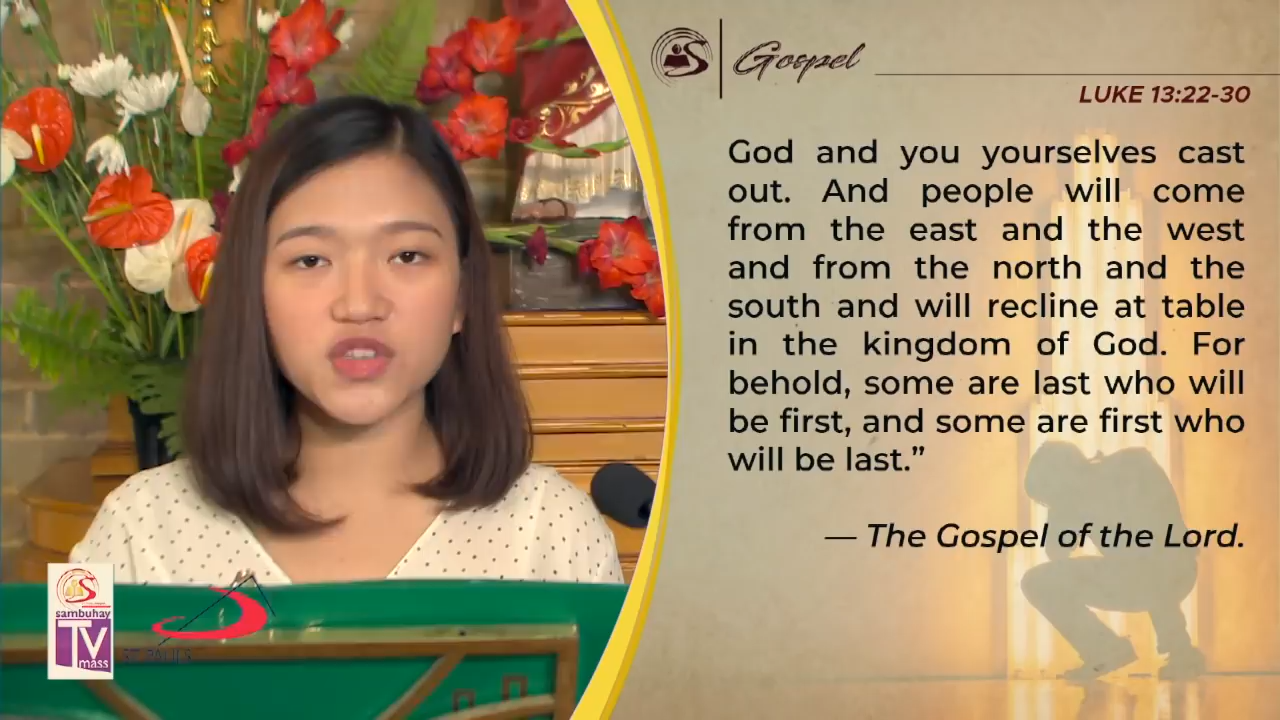 Gospel
LUKE 13:22-30
God and you yourselves cast
out. And people will come
from the east and the west
and from the north and the
south and will recline at table
in the kingdom of God. For
behold, some are last who will
be first, and some are first who
will be last.”
— The Gospel of the Lord.
sambuhay
TV
mass
ST PAULS